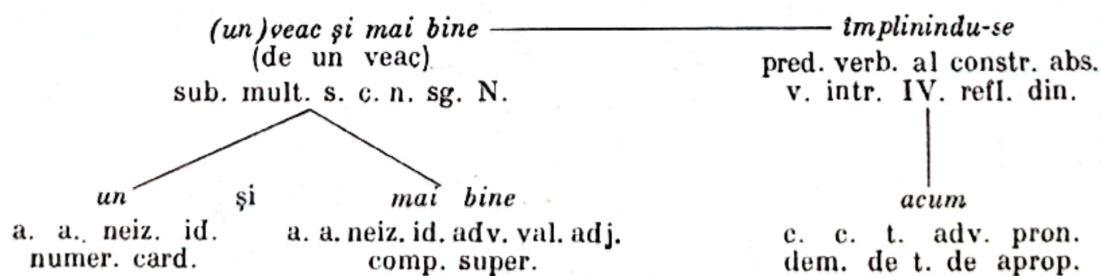 (un)veac și mai bine împlinindu-se
(de un veac) pred. verb. al constr. abs.
sub. mult. s. c. n. sg. N. v. intr. IV. refl. din.
un și mai bine acum
a. a. neiz. id. a. a. neiz. id. adv. val. adj. c. c. t. adv. pron.
numer. card. comp. super. dem. de t. de aprop.